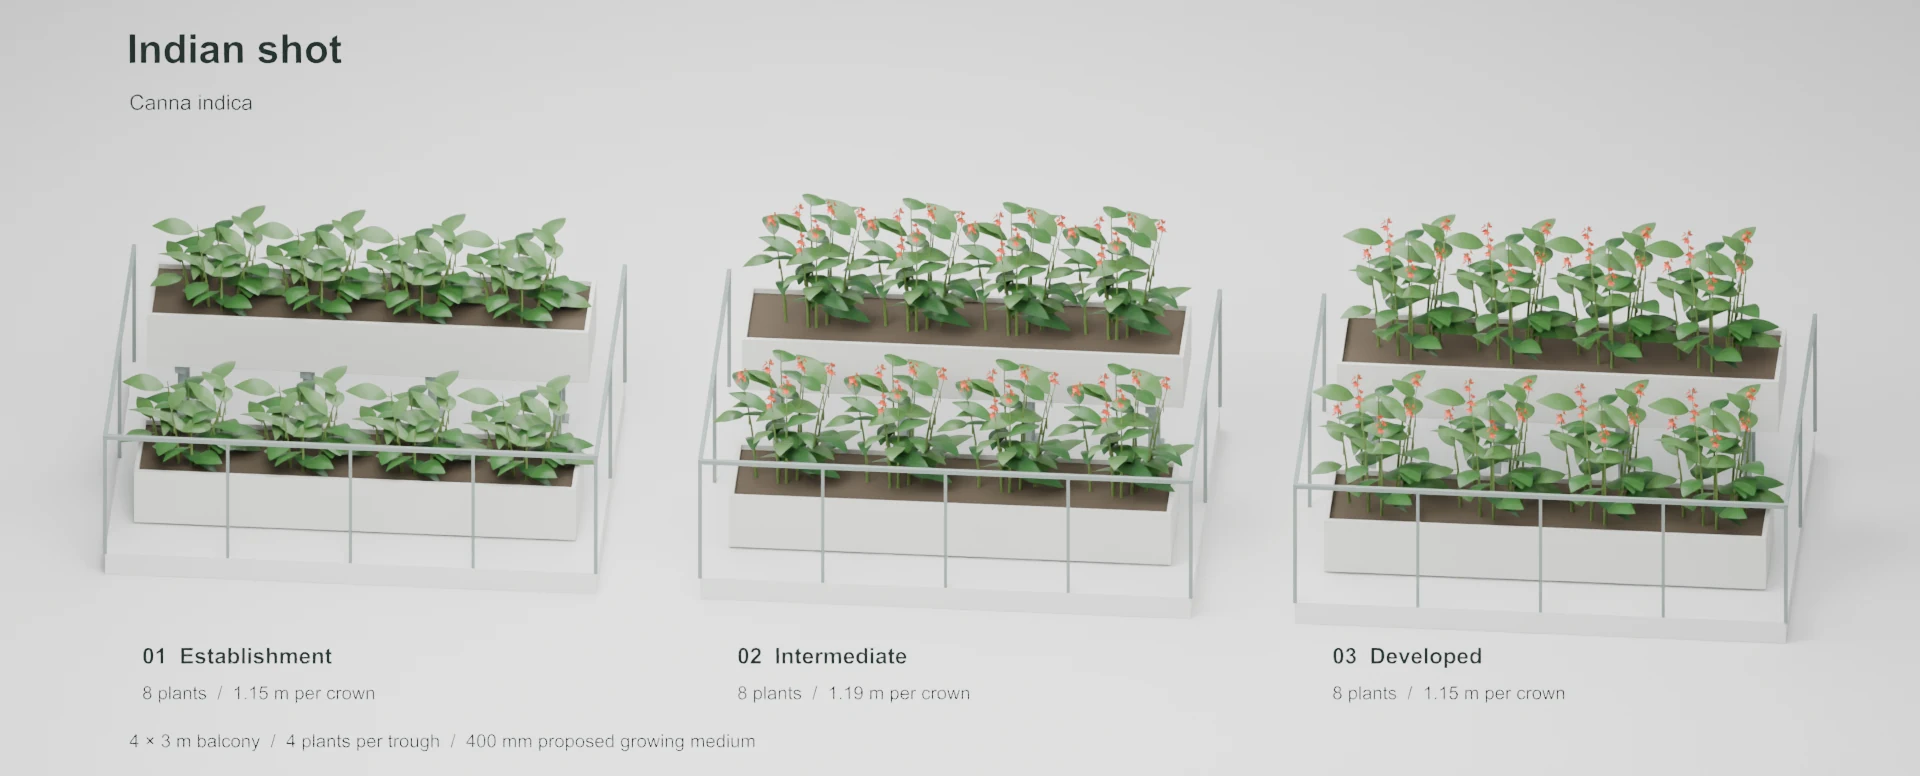 Indian shot
Canna indica
01 Establishment
8 plants / 1.15 m per crown
02 Intermediate
8 plants / 1.19 m per crown
03 Developed
8 plants / 1.15 m per crown
4 × 3 m balcony / 4 plants per trough / 400 mm proposed growing medium